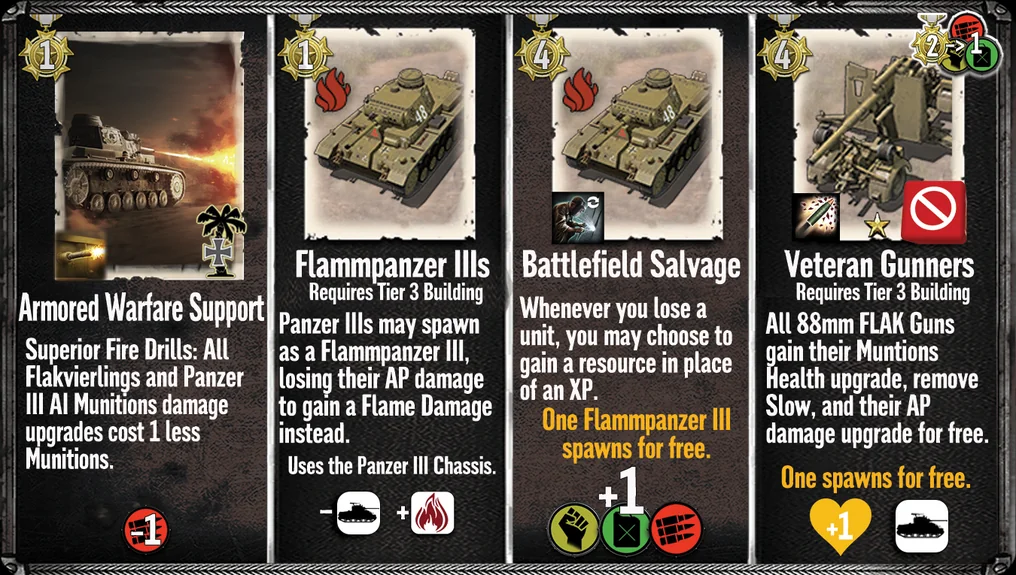 1
Armored Warfare Support
Superior Fire Drills: All
Flakvierlings and Panzer
III AI Munitions damage
upgrades cost 1 less
Munitions.
-1
1
48
Flammpanzer IIIs
Requires Tier 3 Building
Panzer IIIs may spawn
as a Flammpanzer III,
losing their AP damage
to gain a Flame Damage
instead.
Uses the Panzer III Chassis.
- +
4
48
Battlefield Salvage
Whenever you lose a
unit, you may choose to
gain a resource in place
of an XP.
One Flammpanzer III
spawns for free.
+1
4
2->1
Veteran Gunners
Requires Tier 3 Building
All 88mm FLAK Guns
gain their Muntions
Health upgrade, remove
Slow, and their AP
damage upgrade for free.
One spawns for free.
+1